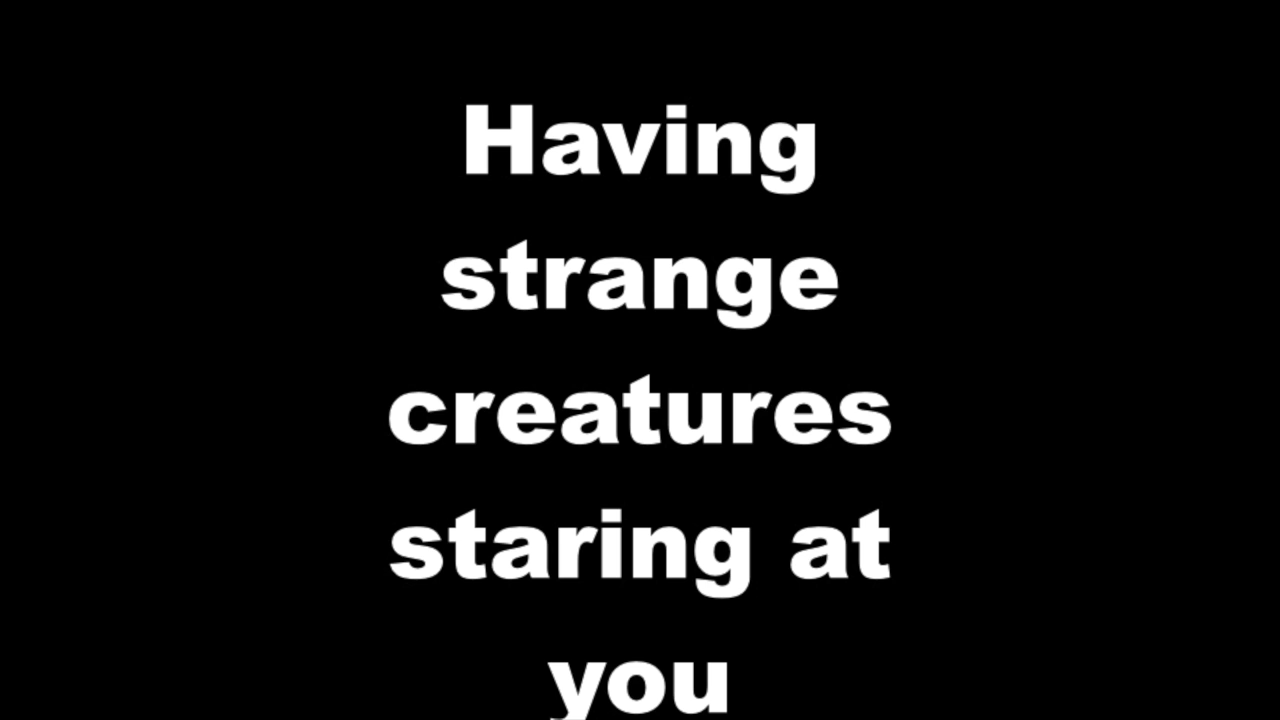 Having
strange
creatures
staring at
you